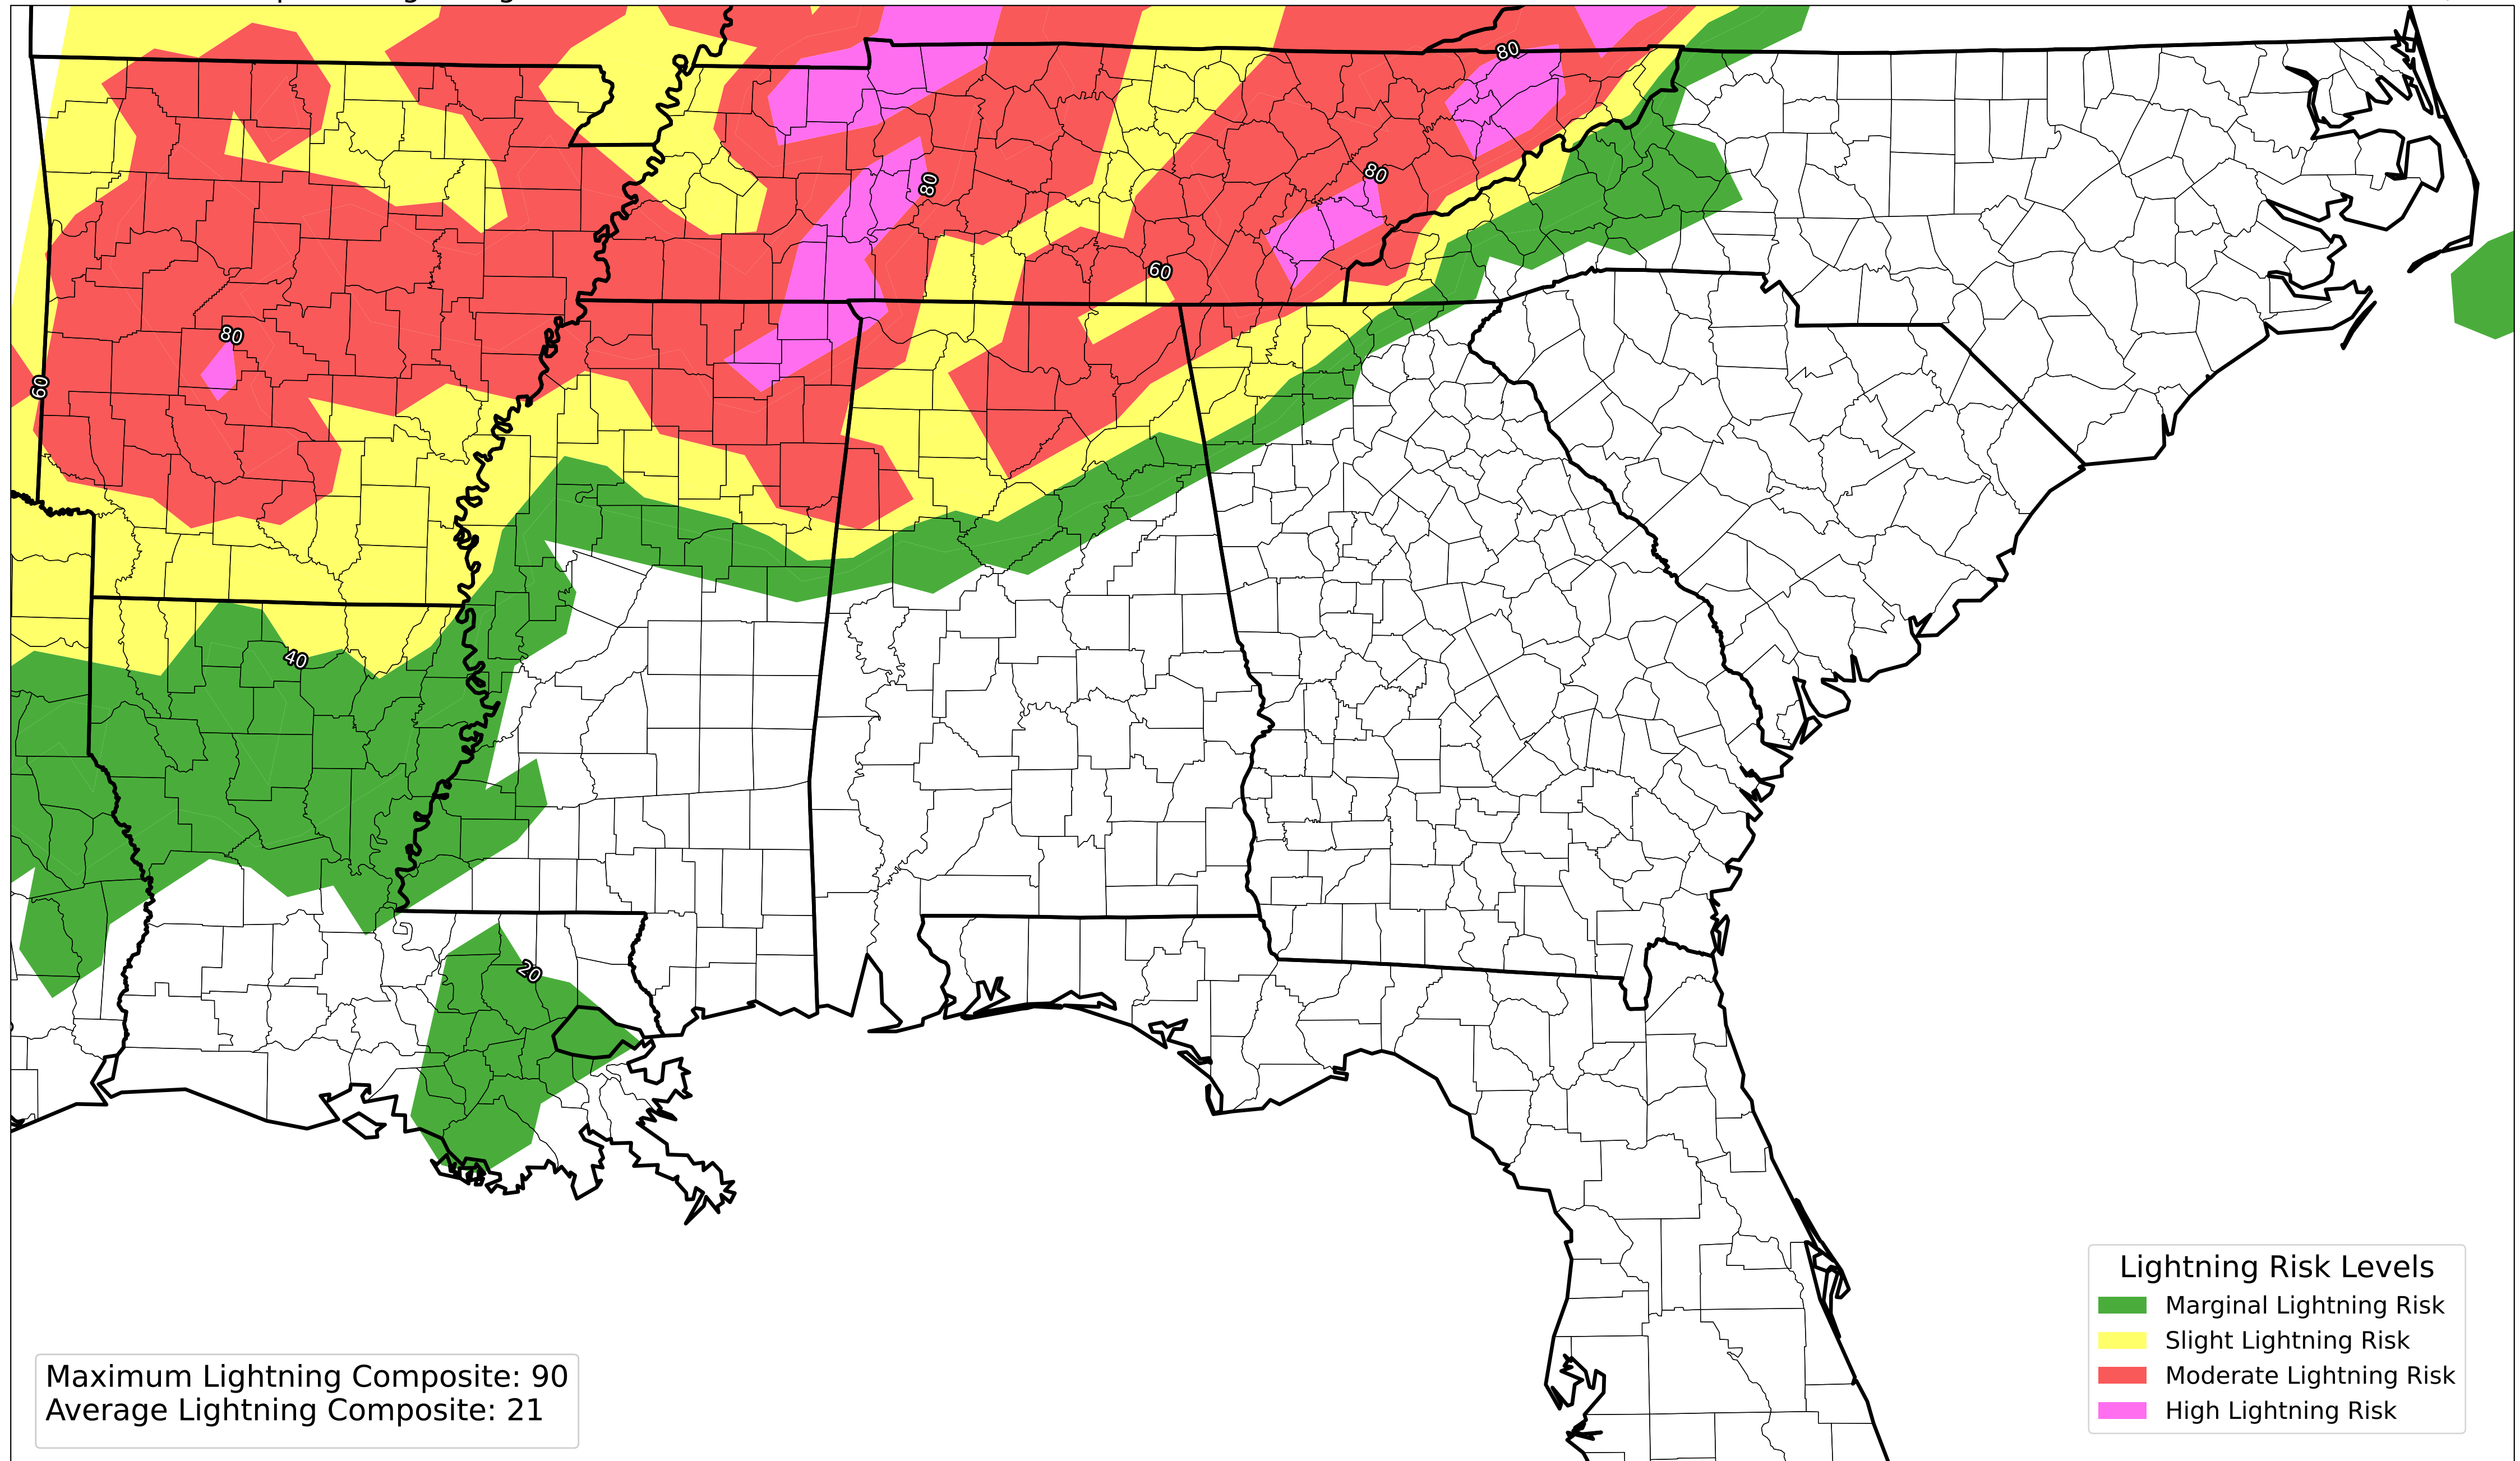 80
80
80
60
80
60
40
20
Lightning Risk Levels
Marginal Lightning Risk
Slight Lightning Risk
Moderate Lightning Risk
High Lightning Risk
Maximum Lightning Composite: 90
Average Lightning Composite: 21